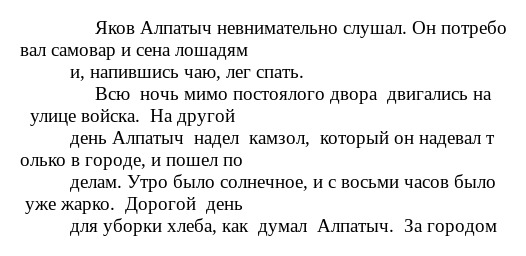 Яков Алпатыч невнимательно слушал. Он потребо
вал самовар и сена лошадям
и, напившись чаю, лег спать.
Всю ночь мимо постоялого двора двигались на
улице войска. На другой
день Алпатыч надел камзол, который он надевал т
олько в городе, и пошел по
делам. Утро было солнечное, и с восьми часов было
уже жарко. Дорогой день
для уборки хлеба, как думал Алпатыч. За городом